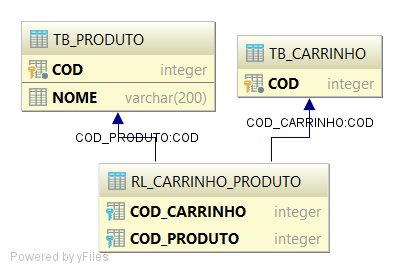 TB_PRODUTO
COD integer
NOME varchar(200)
TB_CARRINHO
COD integer
COD_PRODUTO:COD
COD_CARRINHO:COD
RL_CARRINHO_PRODUTO
COD_CARRINHO integer
COD_PRODUTO integer
Powered by yFiles